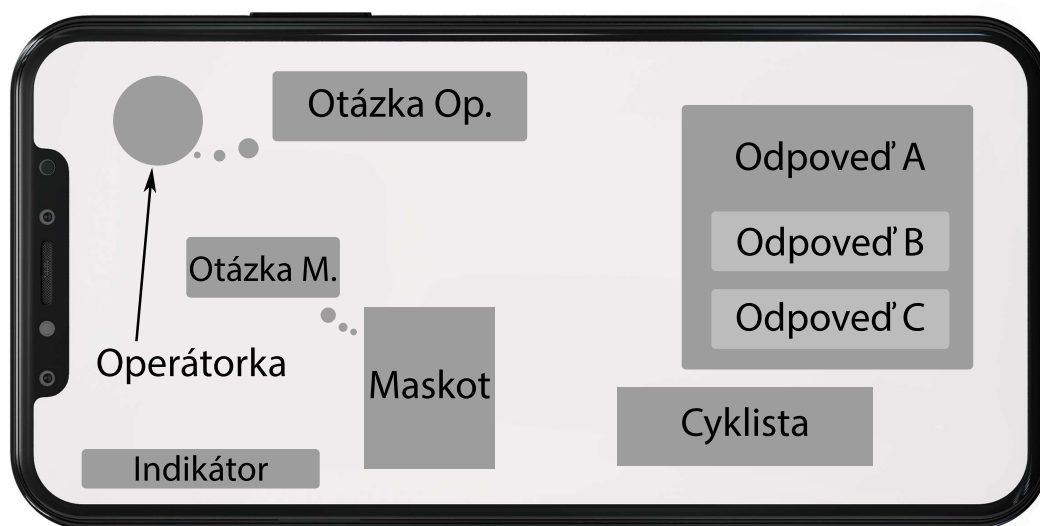 Otázka Op.
Odpoveď A
Odpoveď B
Odpoveď C
Otázka M.
Operátorka
Maskot
Cyklista
Indikátor